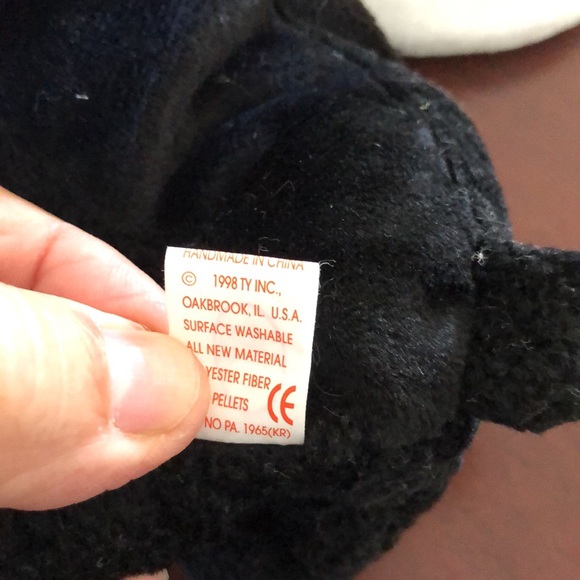 HANDMADE IN CHINA
© 1998 TY INC.,
OAKBROOK, IL. U.S.A.
SURFACE WASHABLE
ALL NEW MATERIAL
YESTER FIBER
PELLETS CE
NO PA. 1965(KR)